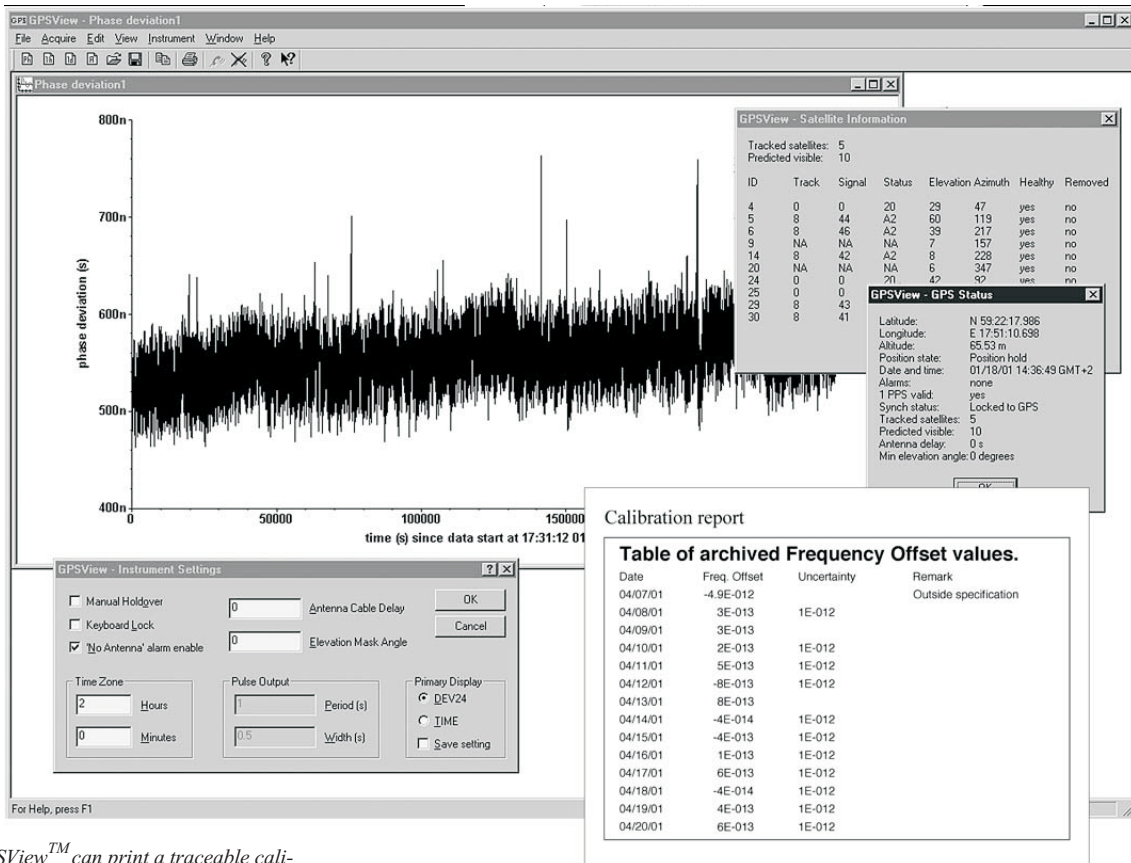 GPSView - Phase deviation1
File Acquire Edit View Instrument Window Help
Phase deviation1
800n
700n
600n
500n
400n
phase deviation (s)
0 50000 100000 150000
time (s) since data start at 17:31:12 01
GPSView - Satellite Information
Tracked satellites: 5
Predicted visible: 10
ID Track Signal Status Elevation Azimuth Healthy Removed
4 0 0 20 29 47 yes no
5 8 44 A2 60 119 yes no
6 8 46 A2 39 217 yes no
9 NA NA NA 7 157 yes no
14 8 42 A2 8 228 yes no
20 NA NA NA 6 347 yes no
24 0 0 20 42 92 yes no
25 0 0
29 8 43
30 8 41
GPSView - GPS Status
Latitude: N 59:22:17.986
Longitude: E 17:51:10.698
Altitude: 65.53 m
Position state: Position hold
Date and time: 01/18/01 14:36:49 GMT+2
Alarms: none
1 PPS valid: yes
Synch status: Locked to GPS
Tracked satellites: 5
Predicted visible: 10
Antenna delay: 0 s
Min elevation angle: 0 degrees
OK
GPSView - Instrument Settings
Manual Holdover
Keyboard Lock
'No Antenna' alarm enable
0 Antenna Cable Delay
0 Elevation Mask Angle
OK
Cancel
Time Zone
2 Hours
0 Minutes
Pulse Output
1 Period (s)
0.5 Width (s)
Primary Display
DEV24
TIME
Save setting
Calibration report
Table of archived Frequency Offset values.
Date Freq. Offset Uncertainty Remark
04/07/01 -4.9E-012 Outside specification
04/08/01 3E-013 1E-012
04/09/01 3E-013
04/10/01 2E-013 1E-012
04/11/01 5E-013 1E-012
04/12/01 -8E-013 1E-012
04/13/01 8E-013
04/14/01 -4E-014 1E-012
04/15/01 -4E-013 1E-012
04/16/01 1E-013 1E-012
04/17/01 6E-013 1E-012
04/18/01 -4E-014 1E-012
04/19/01 4E-013 1E-012
04/20/01 6E-013 1E-012
For Help, press F1
SView™ can print a traceable cali-